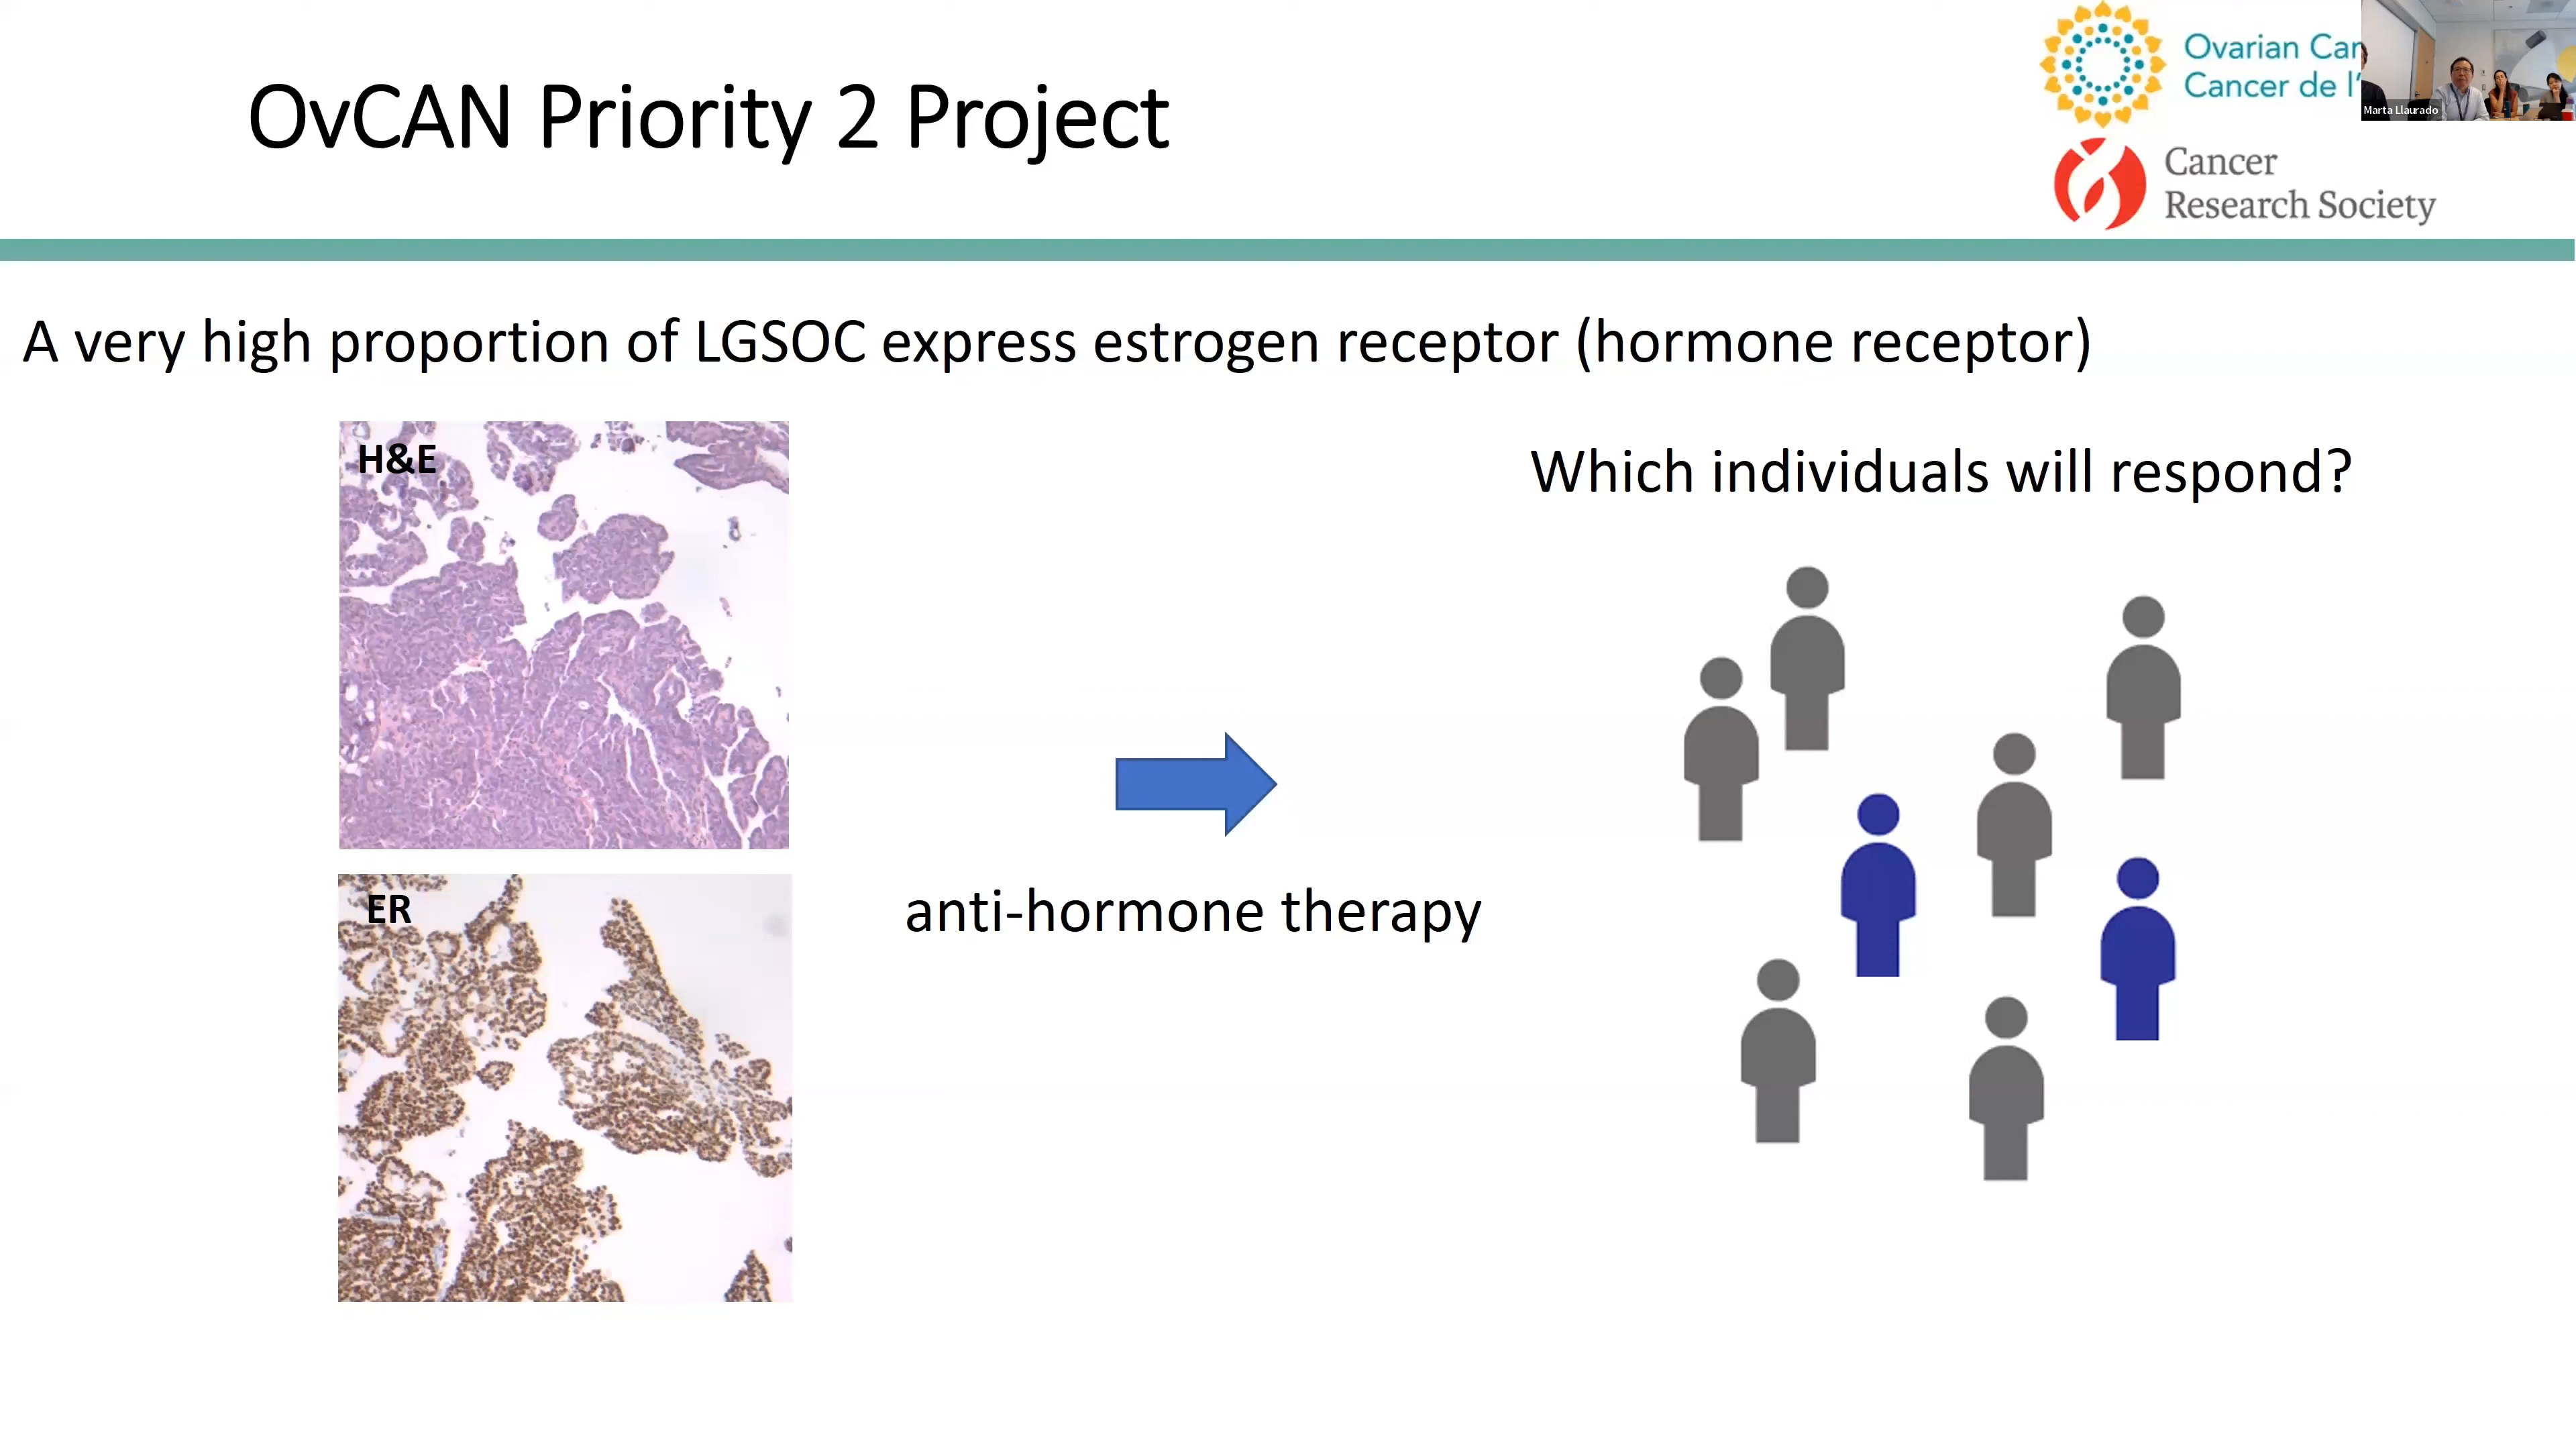 OvCAN Priority 2 Project
Ovarian Can
Cancer de l'
Marta Llaurado
Cancer
Research Society
A very high proportion of LGSOC express estrogen receptor (hormone receptor)
H&E
Which individuals will respond?
ER
anti-hormone therapy